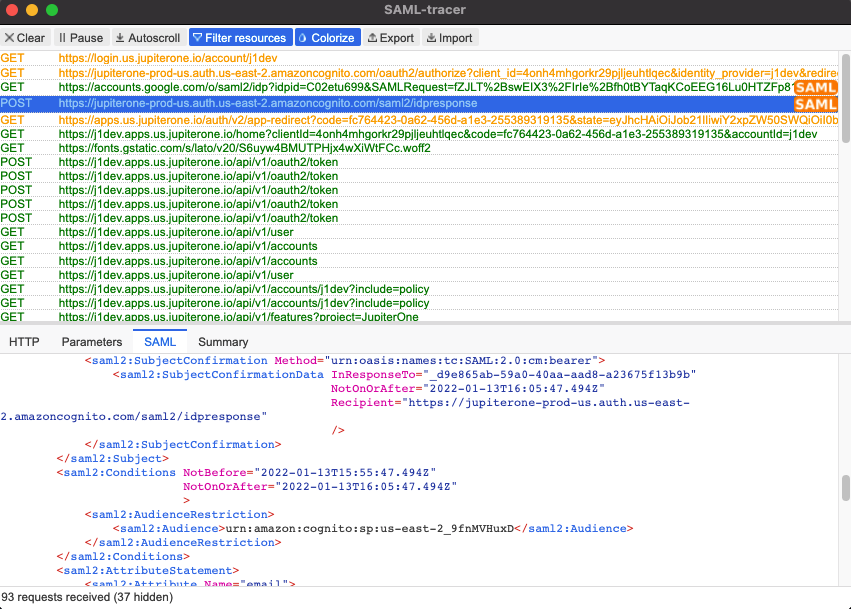 SAML-tracer
Clear Pause Autoscroll Filter resources Colorize Export Import
GET https://login.us.jupiterone.io/account/j1dev
GET https://jupiterone-prod-us.auth.us-east-2.amazoncognito.com/oauth2/authorize?client_id=4onh4mhgorkr29pjljeuhtlqec&identity_provider=j1dev&redire
GET https://accounts.google.com/o/saml2/idp?idpid=C02etu699&SAMLRequest=fZJLT%2BswEIX3%2FIrIe%2Bfh0tBYTaqKCoEEG16Lu0HTZFp81 SAML
POST https://jupiterone-prod-us.auth.us-east-2.amazoncognito.com/saml2/idpresponse SAML
GET https://apps.us.jupiterone.io/auth/v2/app-redirect?code=fc764423-0a62-456d-a1e3-255389319135&state=eyJhcHAiOiJob21lIiwiY2xpZW50SWQiOiI0b
GET https://j1dev.apps.us.jupiterone.io/home?clientId=4onh4mhgorkr29pjljeuhtlqec&code=fc764423-0a62-456d-a1e3-255389319135&accountId=j1dev
GET https://fonts.gstatic.com/s/lato/v20/S6uyw4BMUTPHjx4wXiWtFCc.woff2
POST https://j1dev.apps.us.jupiterone.io/api/v1/oauth2/token
POST https://j1dev.apps.us.jupiterone.io/api/v1/oauth2/token
POST https://j1dev.apps.us.jupiterone.io/api/v1/oauth2/token
POST https://j1dev.apps.us.jupiterone.io/api/v1/oauth2/token
POST https://j1dev.apps.us.jupiterone.io/api/v1/oauth2/token
GET https://j1dev.apps.us.jupiterone.io/api/v1/user
GET https://j1dev.apps.us.jupiterone.io/api/v1/accounts
GET https://j1dev.apps.us.jupiterone.io/api/v1/accounts
GET https://j1dev.apps.us.jupiterone.io/api/v1/user
GET https://j1dev.apps.us.jupiterone.io/api/v1/accounts/j1dev?include=policy
GET https://j1dev.apps.us.jupiterone.io/api/v1/accounts/j1dev?include=policy
GET https://j1dev.apps.us.jupiterone.io/api/v1/features?project=JupiterOne
HTTP Parameters SAML Summary
<saml2:SubjectConfirmation Method="urn:oasis:names:tc:SAML:2.0:cm:bearer">
<saml2:SubjectConfirmationData InResponseTo="_d9e865ab-59a0-40aa-aad8-a23675f13b9b"
NotOnOrAfter="2022-01-13T16:05:47.494Z"
Recipient="https://jupiterone-prod-us.auth.us-east-
2.amazoncognito.com/saml2/idpresponse"
/>
</saml2:SubjectConfirmation>
</saml2:Subject>
<saml2:Conditions NotBefore="2022-01-13T15:55:47.494Z"
NotOnOrAfter="2022-01-13T16:05:47.494Z"
>
<saml2:AudienceRestriction>
<saml2:Audience>urn:amazon:cognito:sp:us-east-2_9fnMVHuxD</saml2:Audience>
</saml2:AudienceRestriction>
</saml2:Conditions>
<saml2:AttributeStatement>
<saml2:Attribute Name="email">
93 requests received (37 hidden)